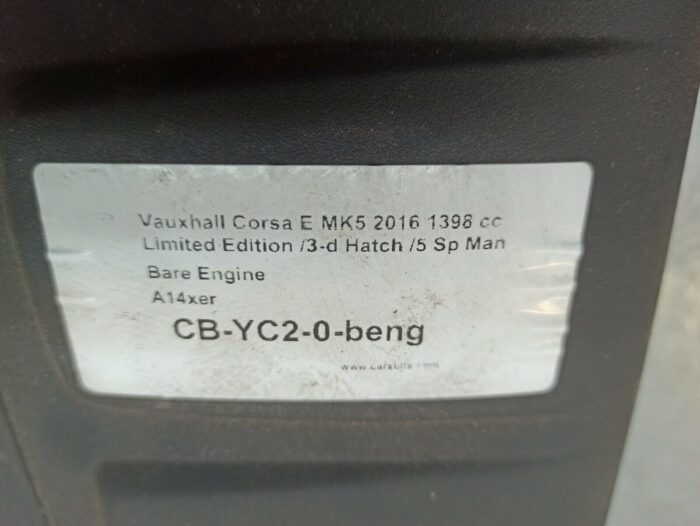 Vauxhall Corsa E MK5 2016 1398 cc
Limited Edition /3-d Hatch /5 Sp Man
Bare Engine
A14xer
CB-YC2-0-beng